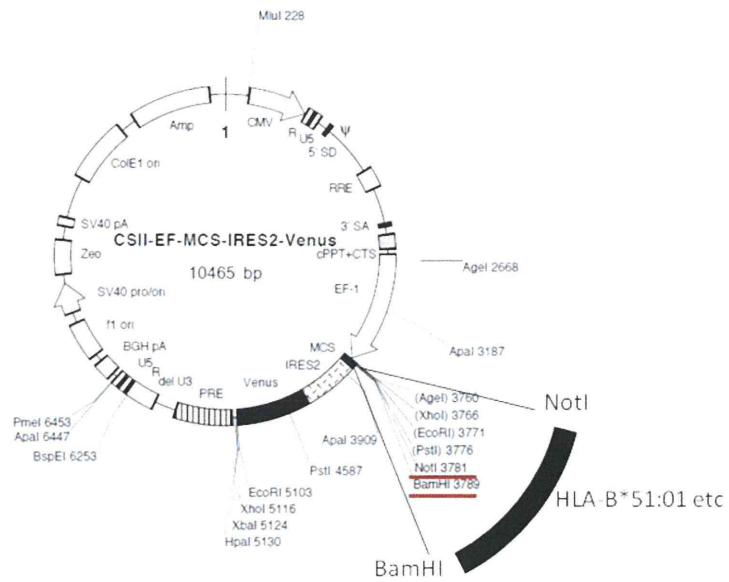 MluI 228
Amp
1
CMV
R
U5
Ψ
5' SD
ColE1 ori
RRE
SV40 pA
3' SA
CSII-EF-MCS-IRES2-Venus
Zeo
cPPT+CTS
AgeI 2668
10465 bp
EF-1
SV40 pro/ori
f1 ori
MCS
ApaI 3187
BGH pA
IRES2
U5
R
del U3
PRE
Venus
(AgeI) 3760
NotI
(XhoI) 3766
PmeI 6453
(EcoRI) 3771
ApaI 6447
ApaI 3909
(PstI) 3776
BspEI 6253
PstI 4587
NotI 3781
BamHI 3789
EcoRI 5103
HLA-B*51:01 etc
XhoI 5116
XbaI 5124
HpaI 5130
BamHI